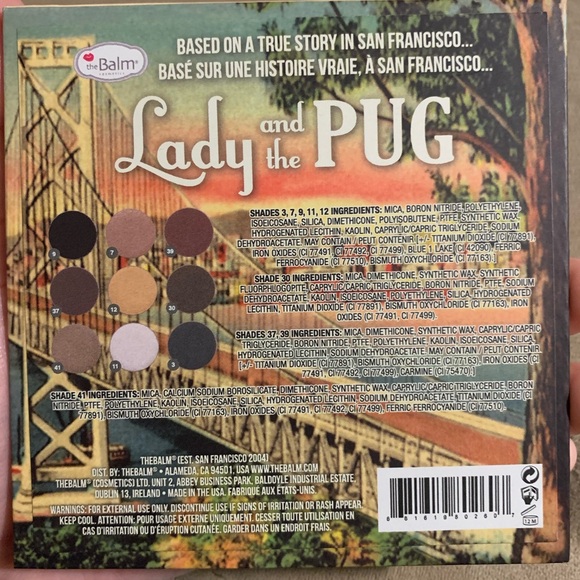 BASED ON A TRUE STORY IN SAN FRANCISCO...
BASÉ SUR UNE HISTOIRE VRAIE, À SAN FRANCISCO...
theBalm®
COSMETICS
Lady and the PUG
SHADES 3, 7, 9, 11, 12 INGREDIENTS: MICA, BORON NITRIDE, POLYETHYLENE,
ISOEICOSANE, SILICA, DIMETHICONE, POLYISOBUTENE, PTFE, SYNTHETIC WAX,
HYDROGENATED LECITHIN, KAOLIN, CAPRYLIC/CAPRIC TRIGLYCERIDE, SODIUM
DEHYDROACETATE. MAY CONTAIN / PEUT CONTENIR [+/- TITANIUM DIOXIDE (CI 77891),
IRON OXIDES (CI 77491, CI 77492, CI 77499), BLUE 1 LAKE (CI 42090), FERRIC
FERROCYANIDE (CI 77510), BISMUTH OXYCHLORIDE (CI 77163).]
9
7
39
SHADE 30 INGREDIENTS: MICA, DIMETHICONE, SYNTHETIC WAX, SYNTHETIC
FLUORPHLOGOPITE, CAPRYLIC/CAPRIC TRIGLYCERIDE, BORON NITRIDE, PTFE, SODIUM
DEHYDROACETATE, KAOLIN, ISOEICOSANE, POLYETHYLENE, SILICA, HYDROGENATED
LECITHIN, TITANIUM DIOXIDE (CI 77891), BISMUTH OXYCHLORIDE (CI 77163), IRON
OXIDES (CI 77491, CI 77492, CI 77499).
37
12
30
SHADES 37, 39 INGREDIENTS: MICA, DIMETHICONE, SYNTHETIC WAX, CAPRYLIC/CAPRIC
TRIGLYCERIDE, BORON NITRIDE, PTFE, POLYETHYLENE, KAOLIN, ISOEICOSANE, SILICA,
HYDROGENATED LECITHIN, SODIUM DEHYDROACETATE. MAY CONTAIN / PEUT CONTENIR
[+/- TITANIUM DIOXIDE (CI 77891), BISMUTH OXYCHLORIDE (CI 77163), IRON OXIDES (CI
77491, CI 77492, CI 77499), CARMINE (CI 75470).]
41
11
3
SHADE 41 INGREDIENTS: MICA, CALCIUM SODIUM BOROSILICATE, DIMETHICONE, SYNTHETIC WAX, CAPRYLIC/CAPRIC TRIGLYCERIDE, BORON
NITRIDE, PTFE, POLYETHYLENE, KAOLIN, ISOEICOSANE, SILICA, HYDROGENATED LECITHIN, SODIUM DEHYDROACETATE, TITANIUM DIOXIDE (CI
77891), BISMUTH OXYCHLORIDE (CI 77163), IRON OXIDES (CI 77491, CI 77492, CI 77499), FERRIC FERROCYANIDE (CI 77510).
THEBALM® (EST. SAN FRANCISCO 2004)
DIST. BY: THEBALM® • ALAMEDA, CA 94501, USA WWW.THEBALM.COM
THEBALM® (COSMETICS) LTD, UNIT 2, ABBEY BUSINESS PARK, BALDOYLE INDUSTRIAL ESTATE,
DUBLIN 13, IRELAND • MADE IN THE USA. FABRIQUE AUX ÉTATS-UNIS.
WARNINGS: FOR EXTERNAL USE ONLY. DISCONTINUE USE IF SIGNS OF IRRITATION OR RASH APPEAR.
KEEP COOL. ATTENTION: POUR USAGE EXTERNE UNIQUEMENT. CESSER TOUTE UTILISATION EN
CAS D'IRRITATION OU D'ÉRUPTION CUTANÉE. GARDER DANS UN ENDROIT FRAIS.
12 M